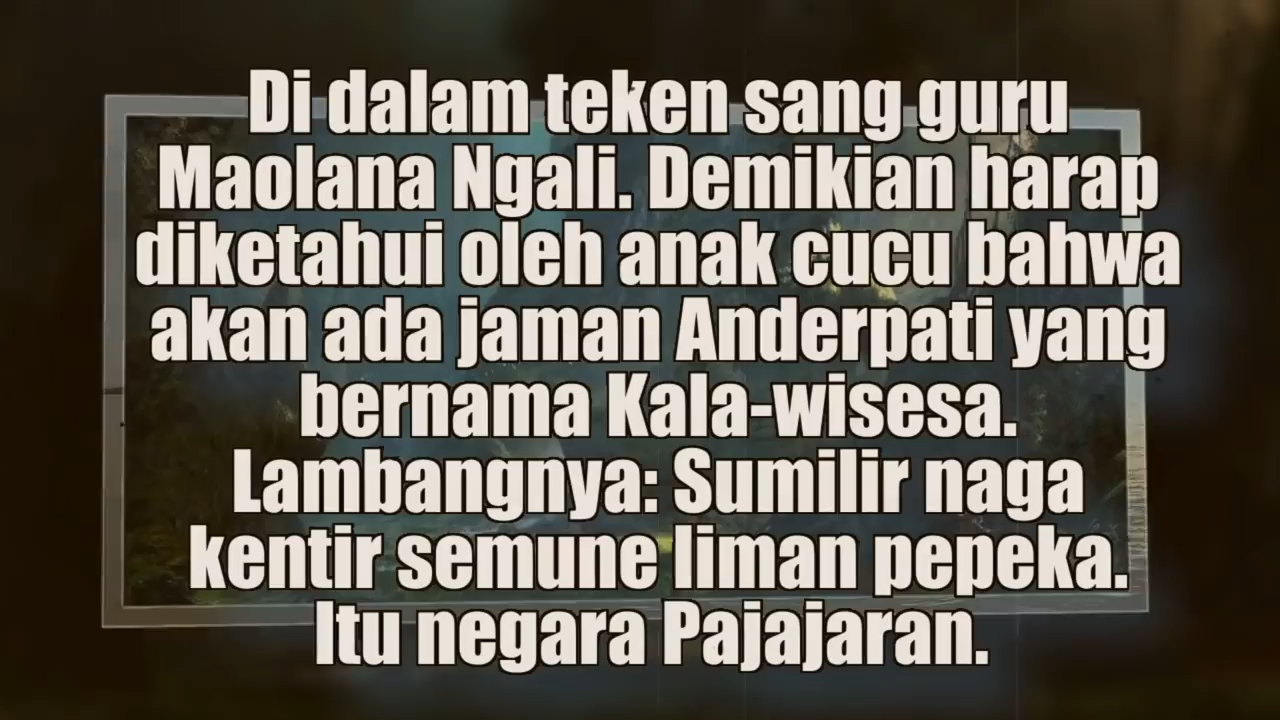 Di dalam teken sang guru
Maolana Ngali. Demikian harap
diketahui oleh anak cucu bahwa
akan ada jaman Anderpati yang
bernama Kala-wisesa.
Lambangnya: Sumilir naga
kentir semune liman pepeka.
Itu negara Pajajaran.